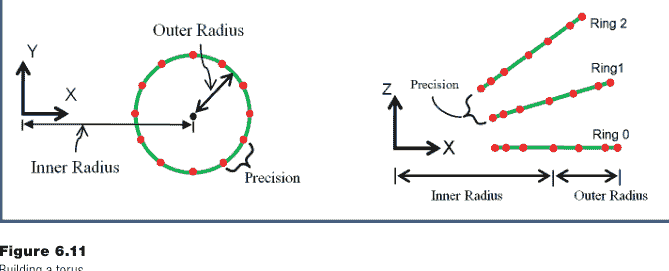 Outer Radius
Y
X
Inner Radius
Precision
Ring 2
Ring1
Precision
Z
Ring 0
X
Inner Radius
Outer Radius
Figure 6.11
Building a torus